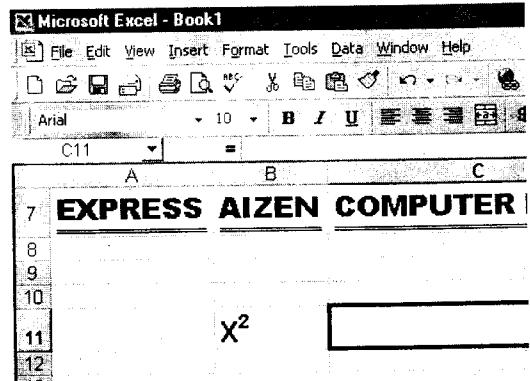 Microsoft Excel - Book1
File Edit View Insert Format Tools Data Window Help
Arial 10 B I U
C11 =
A B C
7 EXPRESS AIZEN COMPUTER
8
9
10
11 X²
12